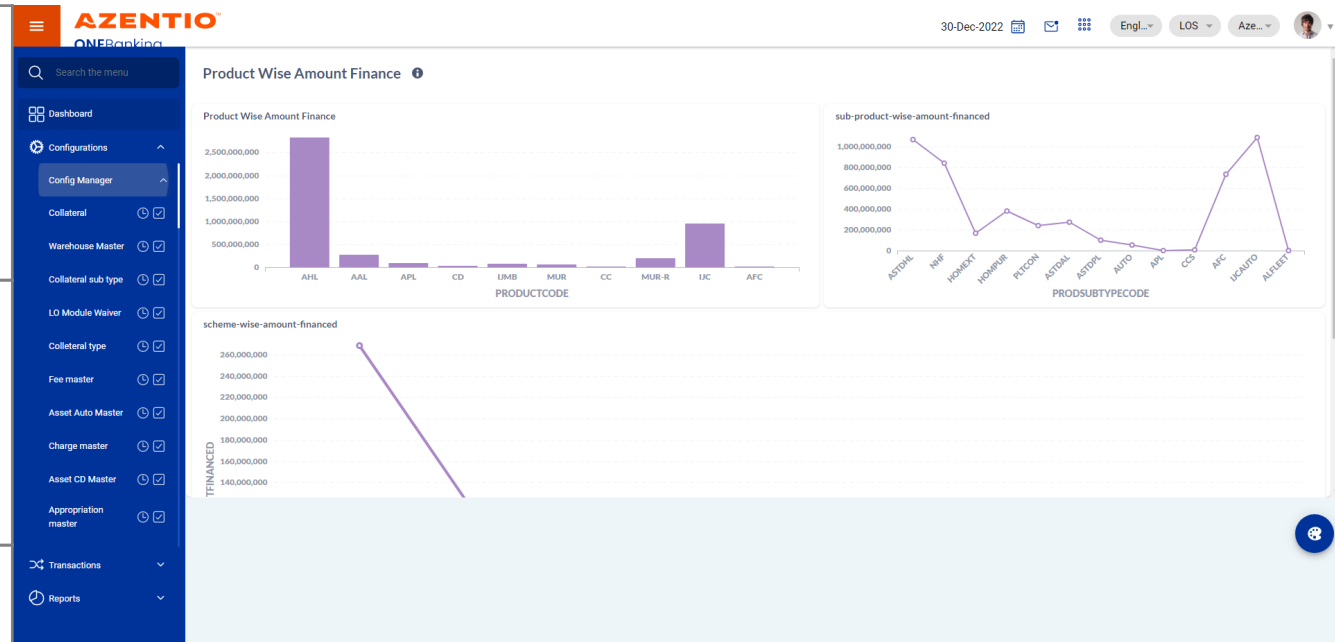 AZENTIO
ONEBanking
30-Dec-2022
Engl...
LOS
Aze...
Search the menu
Dashboard
Configurations
Config Manager
Collateral
Warehouse Master
Collateral sub type
LO Module Waiver
Colleteral type
Fee master
Asset Auto Master
Charge master
Asset CD Master
Appropriation
master
Transactions
Reports
Product Wise Amount Finance
Product Wise Amount Finance
2,500,000,000
2,000,000,000
1,500,000,000
1,000,000,000
500,000,000
0
AHL AAL APL CD IJMB MUR CC MUR-R IJC AFC
PRODUCTCODE
sub-product-wise-amount-financed
1,000,000,000
800,000,000
600,000,000
400,000,000
200,000,000
0
ASTDHL NHF HOMEXT HOMPUR PLTCON ASTDAL ASTDPL AUTO APL CCS AFC IJCAUTO ALFLEET
PRODSUBTYPECODE
scheme-wise-amount-financed
260,000,000
240,000,000
220,000,000
200,000,000
180,000,000
160,000,000
140,000,000
TFINANCED